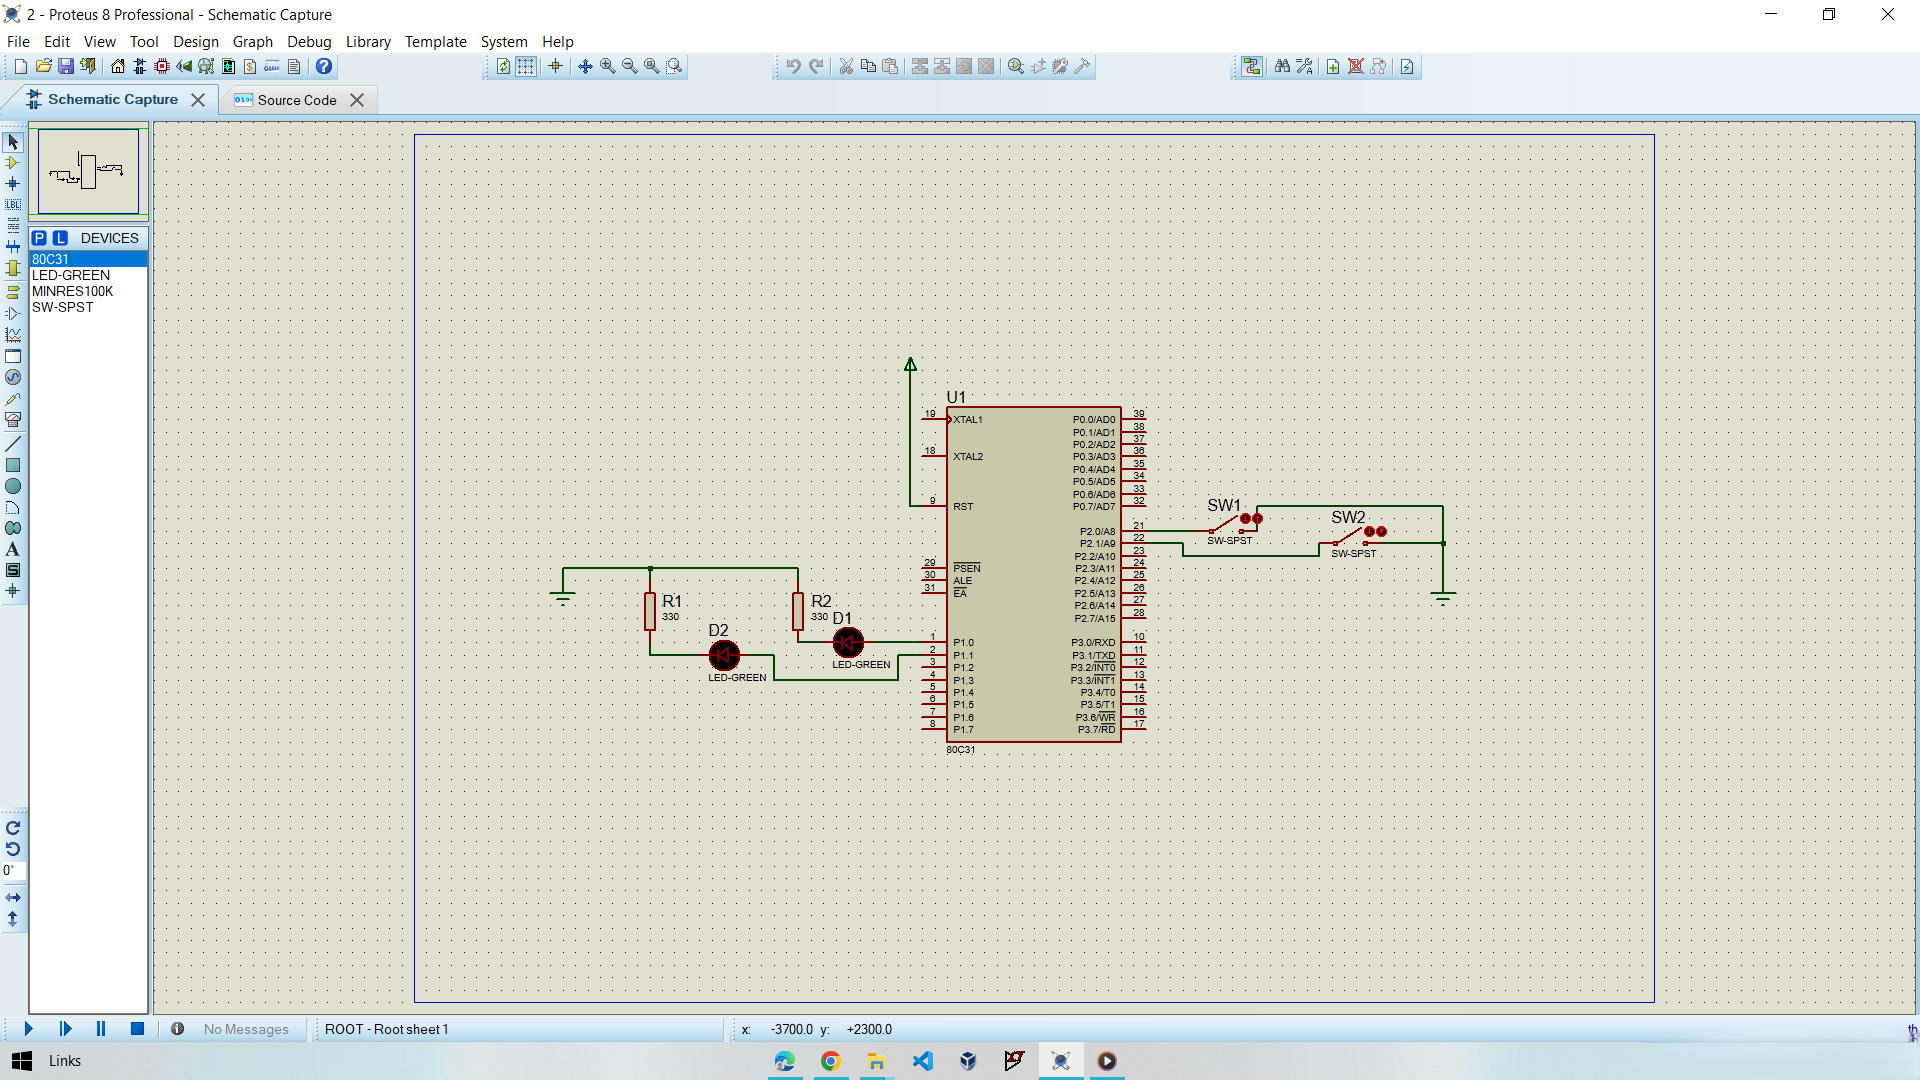 2 - Proteus 8 Professional - Schematic Capture
File Edit View Tool Design Graph Debug Library Template System Help
Schematic Capture
Source Code
P L DEVICES
80C31
LED-GREEN
MINRES100K
SW-SPST
LBL
A
S
0°
U1
19 XTAL1
18 XTAL2
9 RST
29 PSEN
30 ALE
31 EA
1 P1.0
2 P1.1
3 P1.2
4 P1.3
5 P1.4
6 P1.5
7 P1.6
8 P1.7
P0.0/AD0 39
P0.1/AD1 38
P0.2/AD2 37
P0.3/AD3 36
P0.4/AD4 35
P0.5/AD5 34
P0.6/AD6 33
P0.7/AD7 32
P2.0/A8 21
P2.1/A9 22
P2.2/A10 23
P2.3/A11 24
P2.4/A12 25
P2.5/A13 26
P2.6/A14 27
P2.7/A15 28
P3.0/RXD 10
P3.1/TXD 11
P3.2/INT0 12
P3.3/INT1 13
P3.4/T0 14
P3.5/T1 15
P3.6/WR 16
P3.7/RD 17
80C31
SW1
SW-SPST
SW2
SW-SPST
R1
330
R2
330
D1
LED-GREEN
D2
LED-GREEN
No Messages
ROOT - Root sheet 1
x: -3700.0 y: +2300.0
th
Links